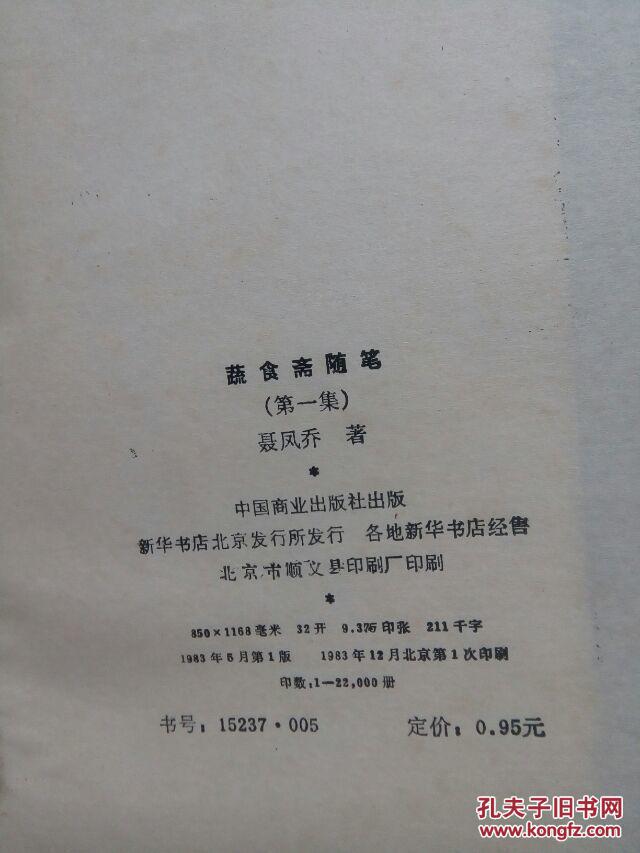 蔬食斋随笔
(第一集)
聂凤乔 著
*
中国商业出版社出版
新华书店北京发行所发行 各地新华书店经售
北京市顺义县印刷厂印刷
*
850×1168毫米 32开 9.375印张 211千字
1983年6月第1版 1983年12月北京第1次印刷
印数:1—22,000册
书号:15237·005 定价:0.95元
孔夫子旧书网
www.kongfz.com